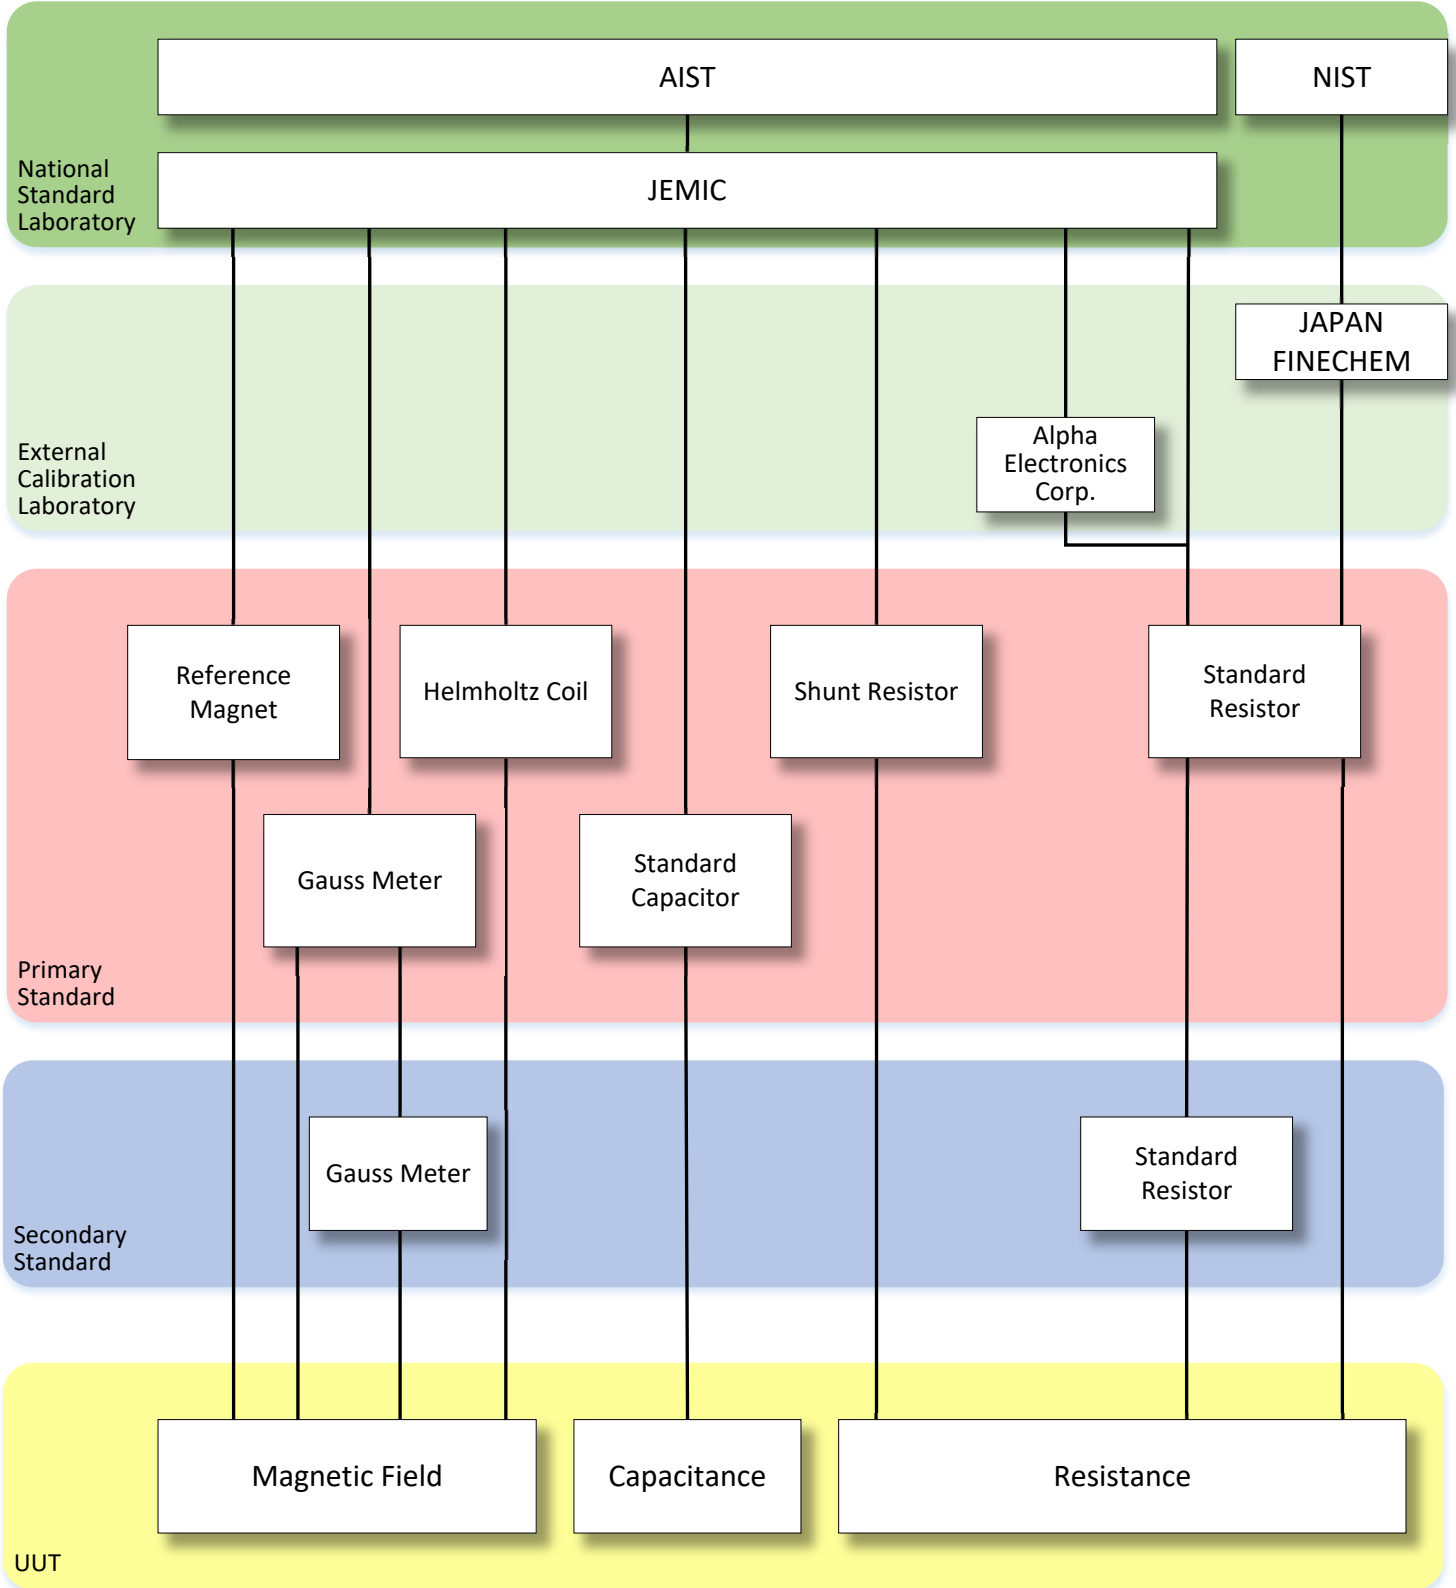 AIST
NIST
National
Standard
Laboratory
JEMIC
JAPAN
FINECHEM
External
Calibration
Laboratory
Alpha
Electronics
Corp.
Reference
Magnet
Helmholtz Coil
Shunt Resistor
Standard
Resistor
Gauss Meter
Standard
Capacitor
Primary
Standard
Gauss Meter
Standard
Resistor
Secondary
Standard
Magnetic Field
Capacitance
Resistance
UUT